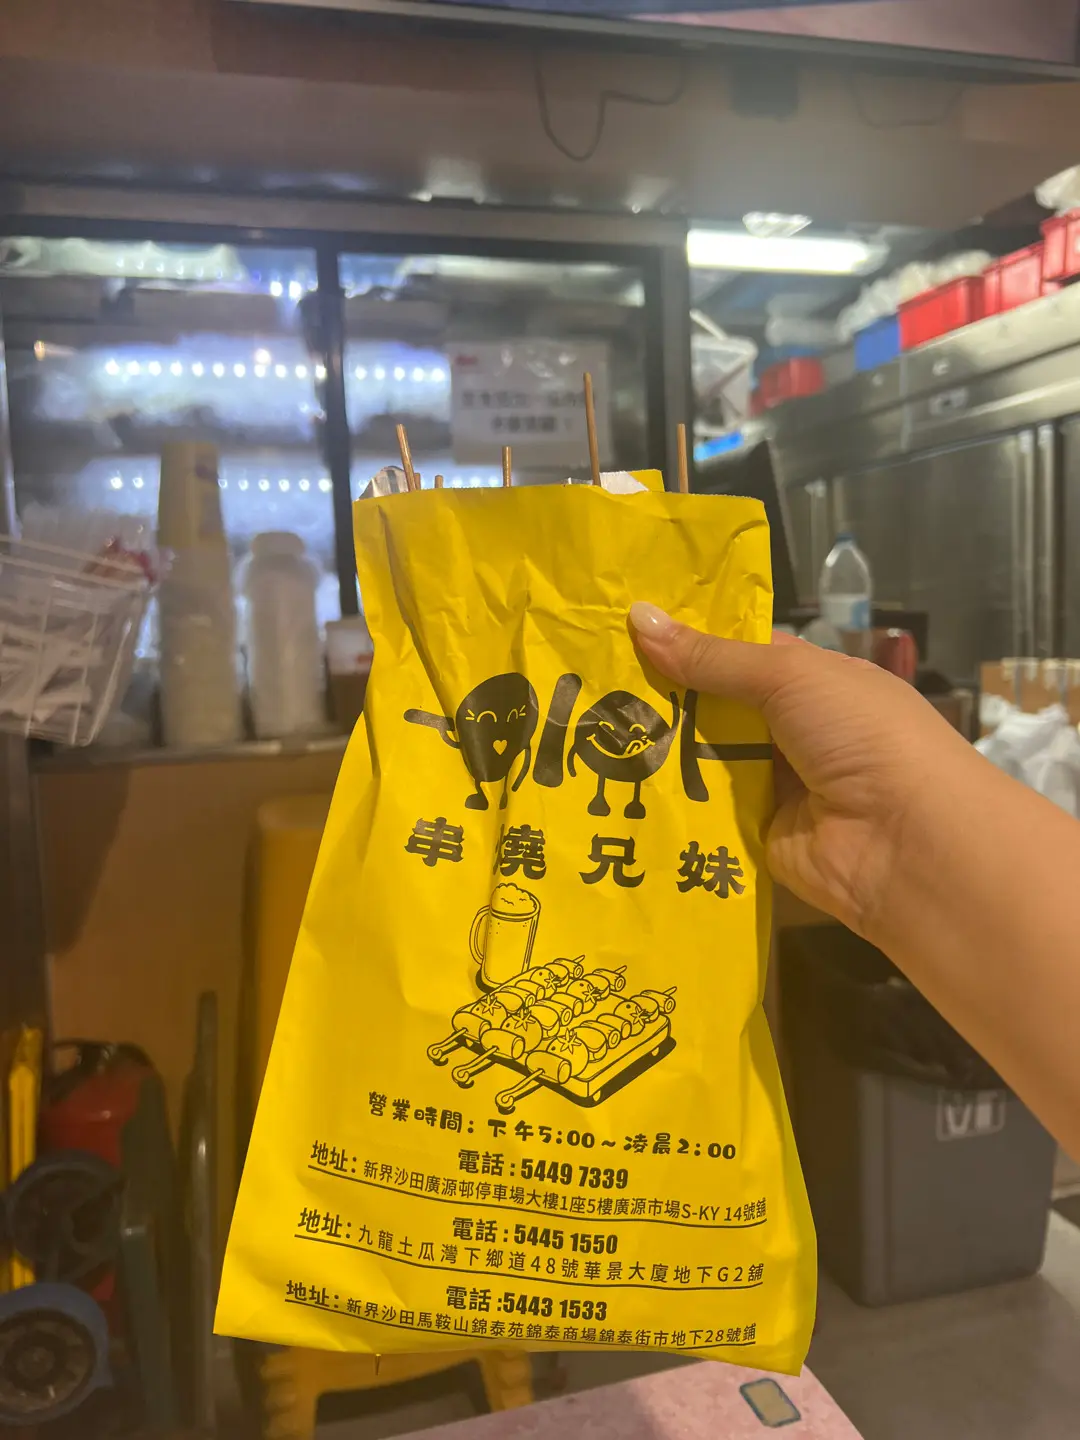 串燒兄妹
營業時間：下午5:00～凌晨2:00
電話：5449 7339
地址：新界沙田廣源邨停車場大樓1座5樓廣源市場S-KY 14號舖
電話：5445 1550
地址：九龍土瓜灣下鄉道48號華景大廈地下G2舖
電話：5443 1533
地址：新界沙田馬鞍山錦泰苑錦泰商場錦泰街市地下28號鋪